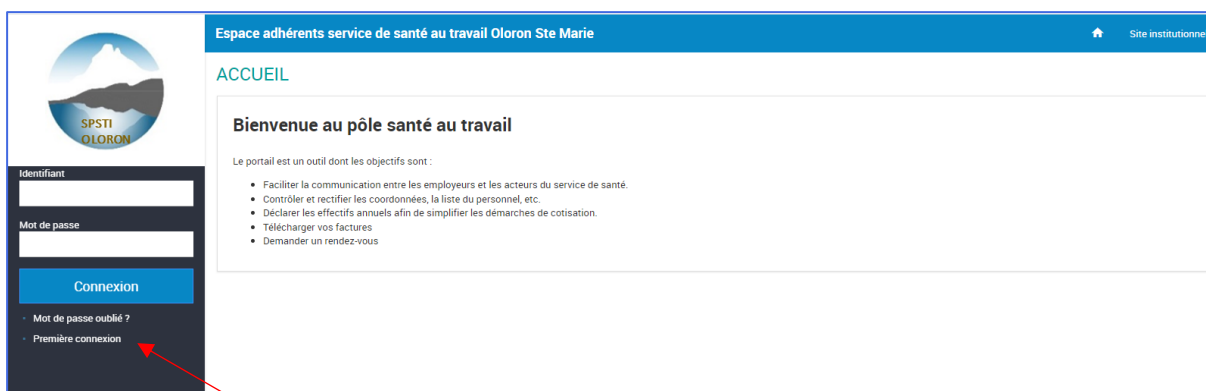 Espace adhérents service de santé au travail Oloron Ste Marie
Site institutionne
SPSTI
OLORON
Identifiant
Mot de passe
Connexion
Mot de passe oublié ?
Première connexion
ACCUEIL
Bienvenue au pôle santé au travail
Le portail est un outil dont les objectifs sont :
Faciliter la communication entre les employeurs et les acteurs du service de santé.
Contrôler et rectifier les coordonnées, la liste du personnel, etc.
Déclarer les effectifs annuels afin de simplifier les démarches de cotisation.
Télécharger vos factures
Demander un rendez-vous